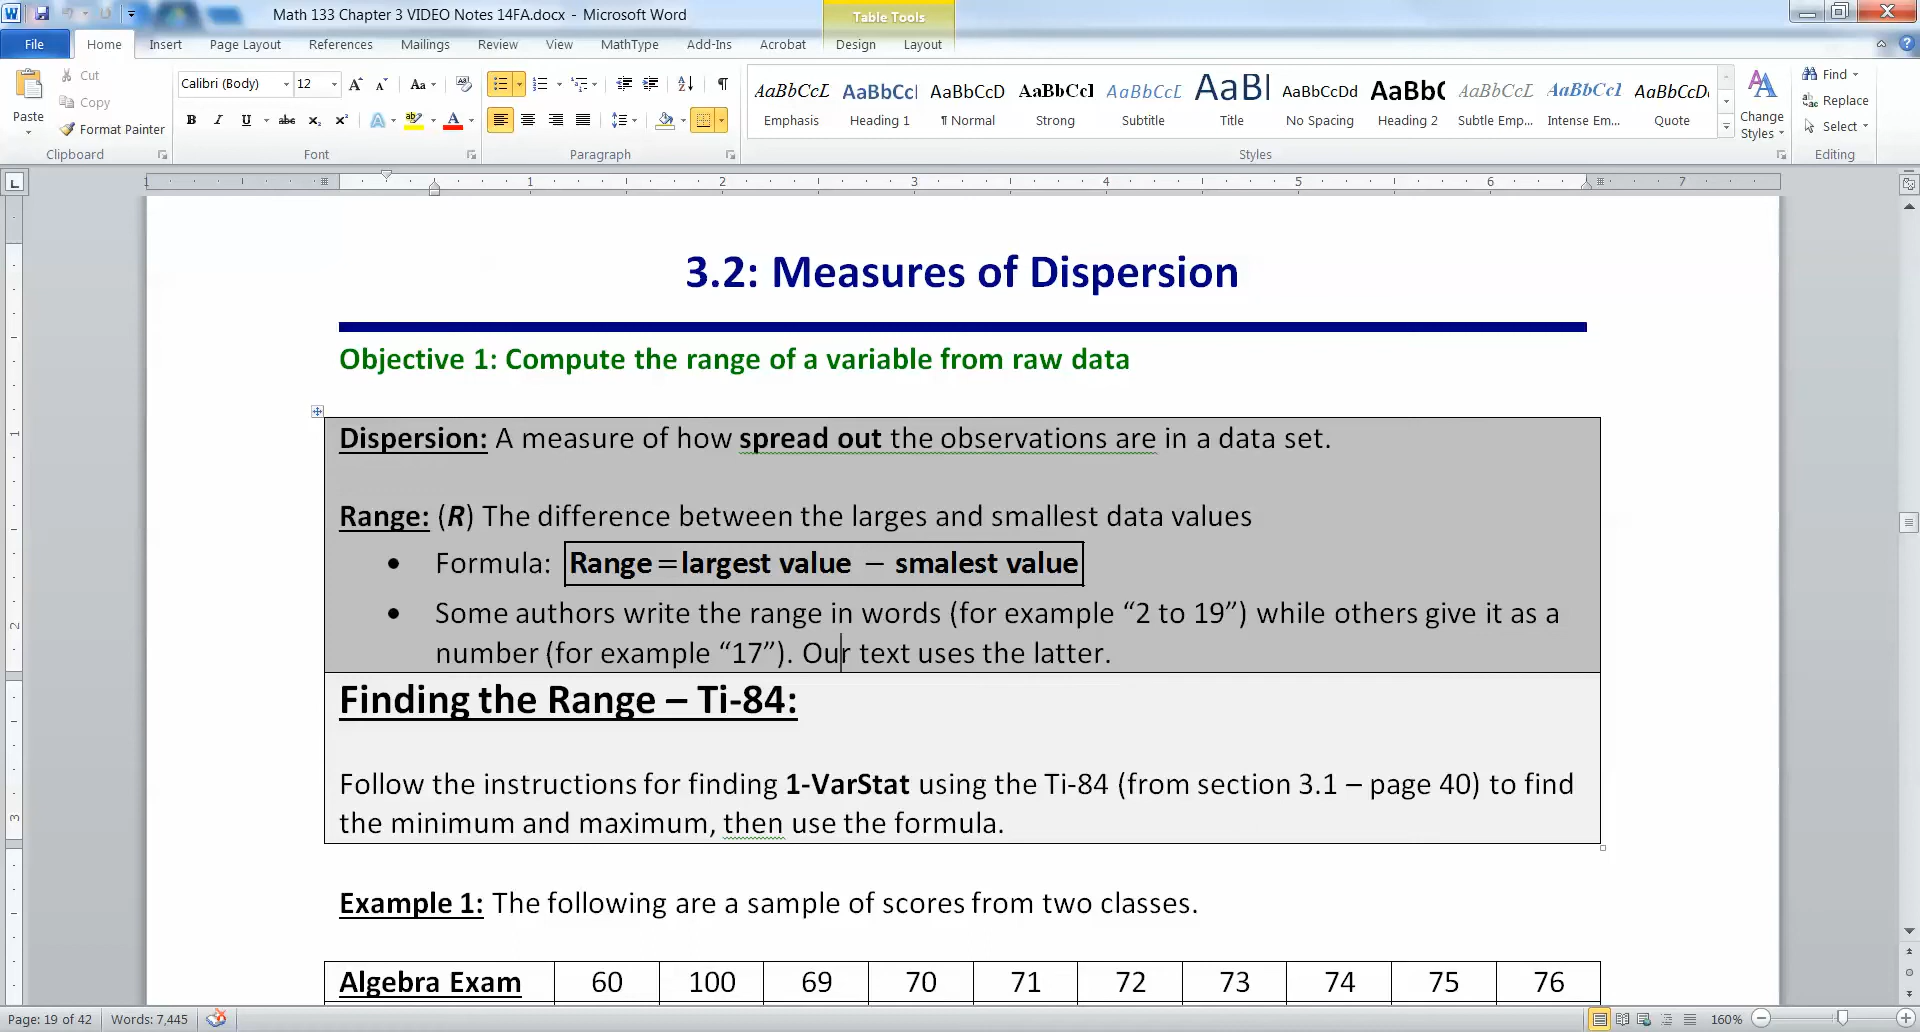 Math 133 Chapter 3 VIDEO Notes 14FA.docx - Microsoft Word
Table Tools
File Home Insert Page Layout References Mailings Review View MathType Add-Ins Acrobat Design Layout
Paste
Cut
Copy
Format Painter
Clipboard
Calibri (Body) 12
Font
Paragraph
AaBbCcL AaBbCcI AaBbCcD AaBbCcI AaBbCcL AaBI AaBbCcDd AaBbC AaBbCcL AaBbCcI AaBbCcD
Emphasis Heading 1 ¶ Normal Strong Subtitle Title No Spacing Heading 2 Subtle Emp... Intense Em... Quote
Styles
Change
Styles
Find
Replace
Select
Editing
1 1 2 3 4 5 6 7
3.2: Measures of Dispersion
Objective 1: Compute the range of a variable from raw data
Dispersion: A measure of how spread out the observations are in a data set.
Range: (R) The difference between the larges and smallest data values
• Formula: Range = largest value − smalest value
• Some authors write the range in words (for example “2 to 19”) while others give it as a
number (for example “17”). Our text uses the latter.
Finding the Range – Ti-84:
Follow the instructions for finding 1-VarStat using the Ti-84 (from section 3.1 – page 40) to find
the minimum and maximum, then use the formula.
Example 1: The following are a sample of scores from two classes.
Algebra Exam 60 100 69 70 71 72 73 74 75 76
Page: 19 of 42 Words: 7,445 160%